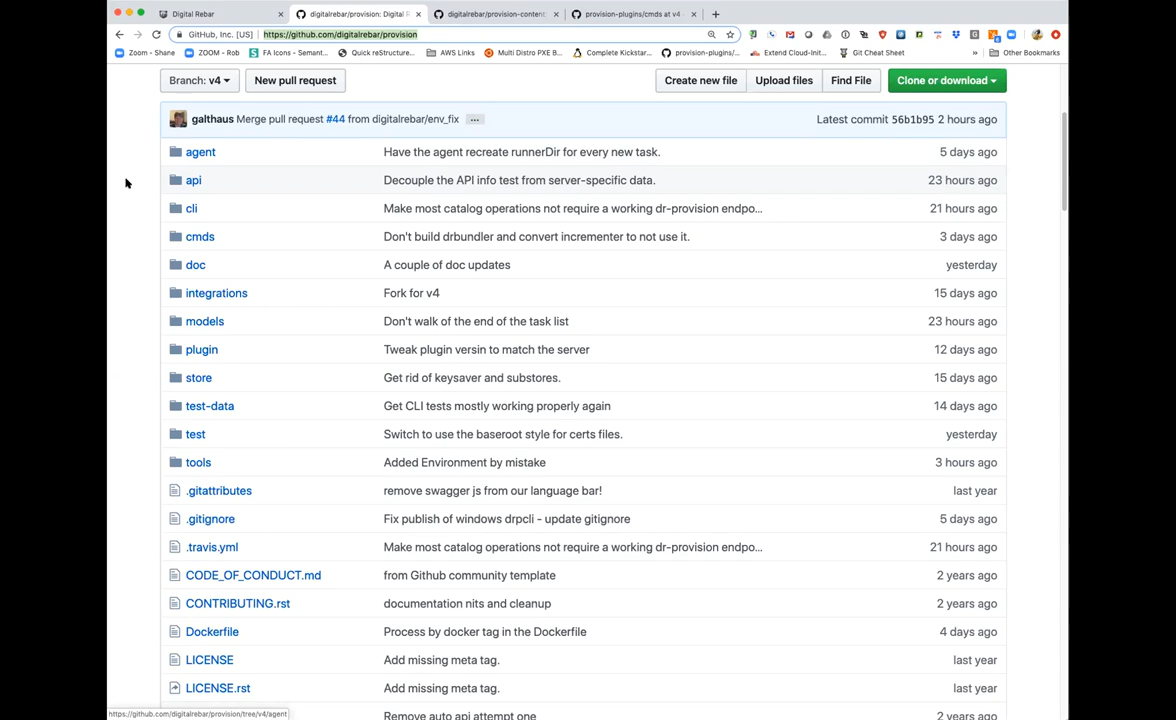 Digital Rebar
digitalrebar/provision: Digital R
digitalrebar/provision-content
provision-plugins/cmds at v4
GitHub, Inc. [US] https://github.com/digitalrebar/provision
Zoom - Shane ZOOM - Rob FA Icons – Semant... Quick reStructure... AWS Links Multi Distro PXE B... Complete Kickstar... provision-plugins/... Extend Cloud-Init... Git Cheat Sheet » Other Bookmarks
Branch: v4 New pull request Create new file Upload files Find File Clone or download
galthaus Merge pull request #44 from digitalrebar/env_fix ... Latest commit 56b1b95 2 hours ago
agent Have the agent recreate runnerDir for every new task. 5 days ago
api Decouple the API info test from server-specific data. 23 hours ago
cli Make most catalog operations not require a working dr-provision endpo... 21 hours ago
cmds Don't build drbundler and convert incrementer to not use it. 3 days ago
doc A couple of doc updates yesterday
integrations Fork for v4 15 days ago
models Don't walk of the end of the task list 23 hours ago
plugin Tweak plugin versin to match the server 12 days ago
store Get rid of keysaver and substores. 15 days ago
test-data Get CLI tests mostly working properly again 14 days ago
test Switch to use the baseroot style for certs files. yesterday
tools Added Environment by mistake 3 hours ago
.gitattributes remove swagger js from our language bar! last year
.gitignore Fix publish of windows drpcli - update gitignore 5 days ago
.travis.yml Make most catalog operations not require a working dr-provision endpo... 21 hours ago
CODE_OF_CONDUCT.md from Github community template 2 years ago
CONTRIBUTING.rst documentation nits and cleanup 2 years ago
Dockerfile Process by docker tag in the Dockerfile 4 days ago
LICENSE Add missing meta tag. last year
LICENSE.rst Add missing meta tag. last year
Remove auto api attempt one 2 years ago
https://github.com/digitalrebar/provision/tree/v4/agent